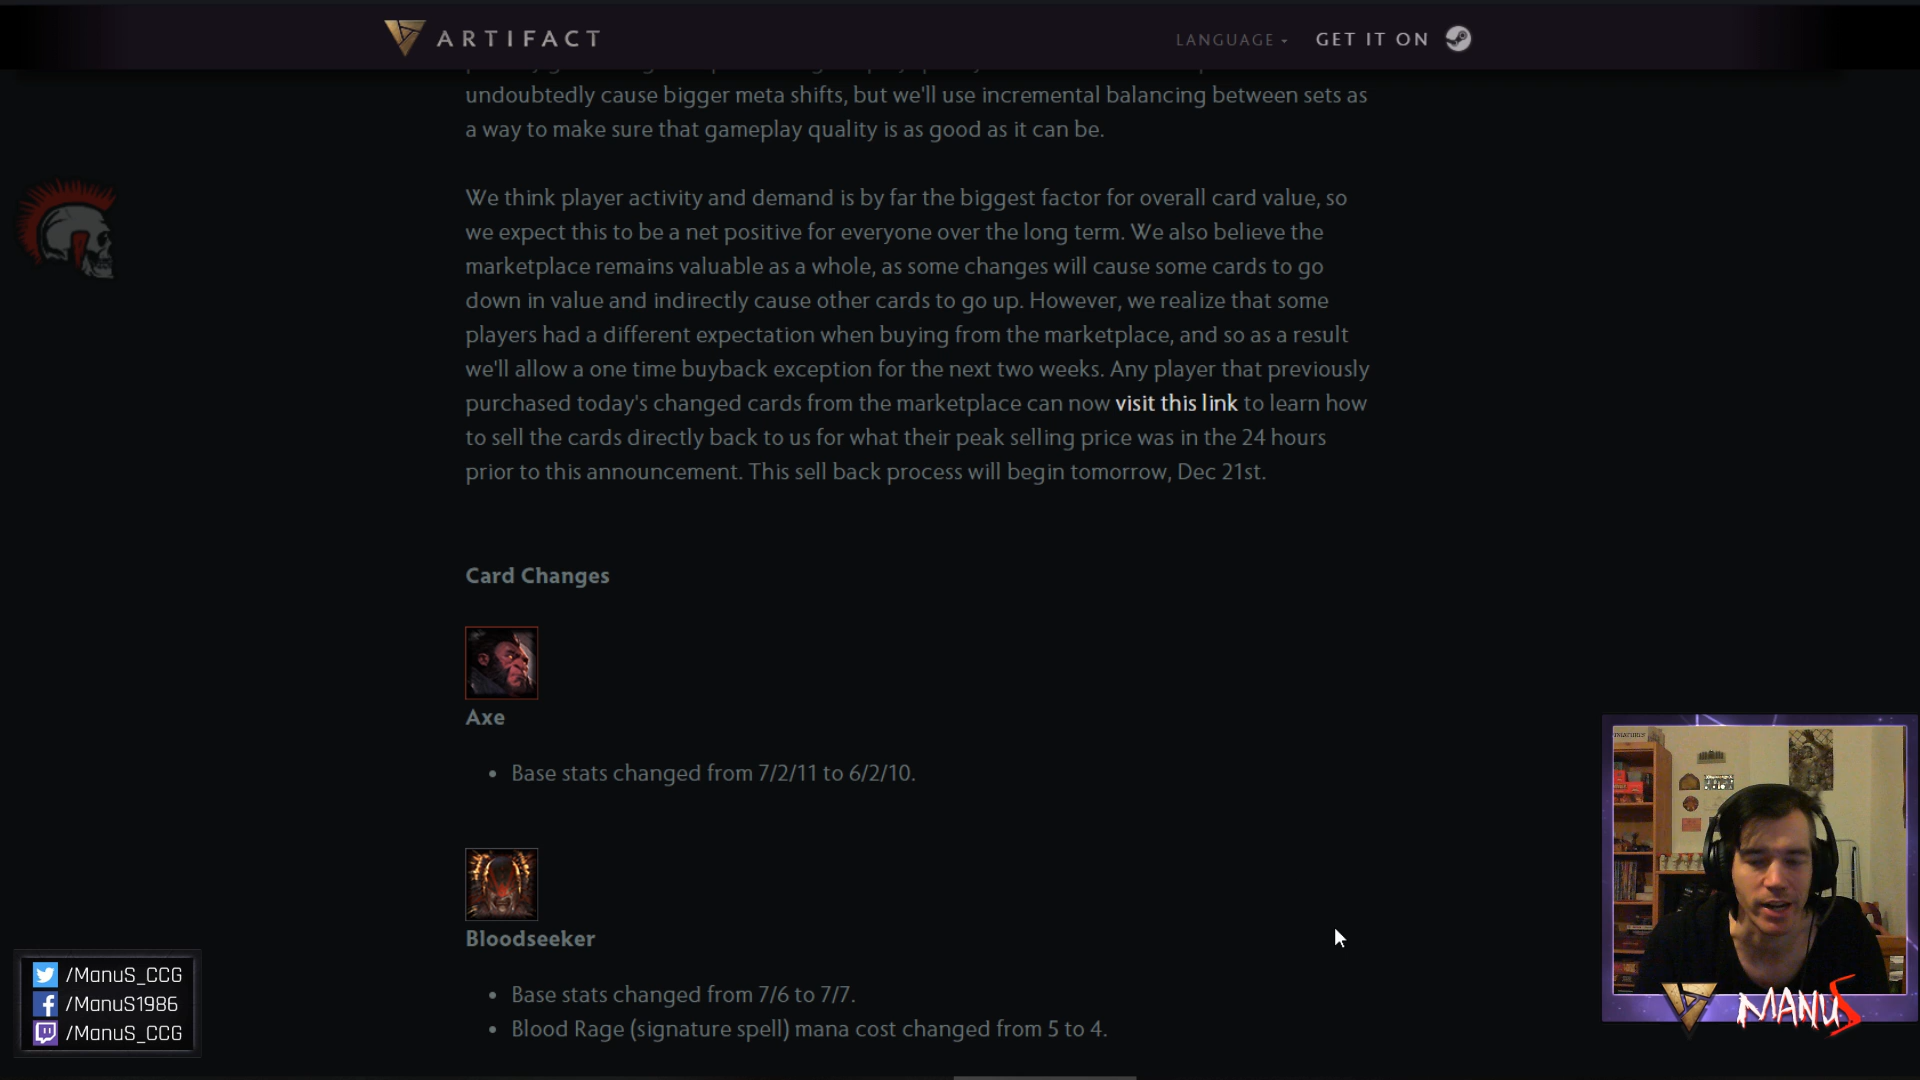 ARTIFACT
LANGUAGE
GET IT ON
undoubtedly cause bigger meta shifts, but we'll use incremental balancing between sets as
a way to make sure that gameplay quality is as good as it can be.
We think player activity and demand is by far the biggest factor for overall card value, so
we expect this to be a net positive for everyone over the long term. We also believe the
marketplace remains valuable as a whole, as some changes will cause some cards to go
down in value and indirectly cause other cards to go up. However, we realize that some
players had a different expectation when buying from the marketplace, and so as a result
we'll allow a one time buyback exception for the next two weeks. Any player that previously
purchased today's changed cards from the marketplace can now visit this link to learn how
to sell the cards directly back to us for what their peak selling price was in the 24 hours
prior to this announcement. This sell back process will begin tomorrow, Dec 21st.
Card Changes
Axe
• Base stats changed from 7/2/11 to 6/2/10.
Bloodseeker
• Base stats changed from 7/6 to 7/7.
• Blood Rage (signature spell) mana cost changed from 5 to 4.
/ManuS_CCG
/ManuS1986
/ManuS_CCG
MANUS